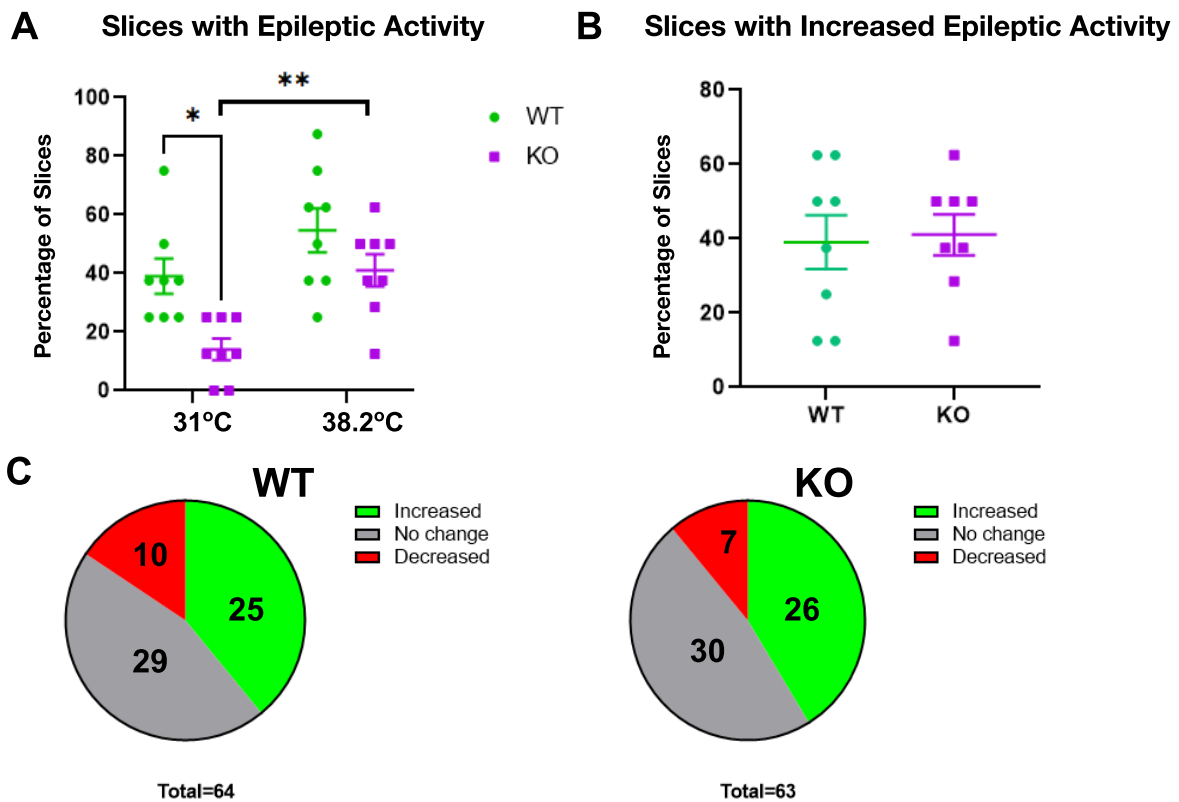 A Slices with Epileptic Activity
B Slices with Increased Epileptic Activity
Percentage of Slices
100
80
60
40
20
0
*
**
31ºC 38.2ºC
WT
KO
Percentage of Slices
80
60
40
20
0
WT KO
C
WT
10
25
29
Increased
No change
Decreased
Total=64
KO
7
26
30
Increased
No change
Decreased
Total=63